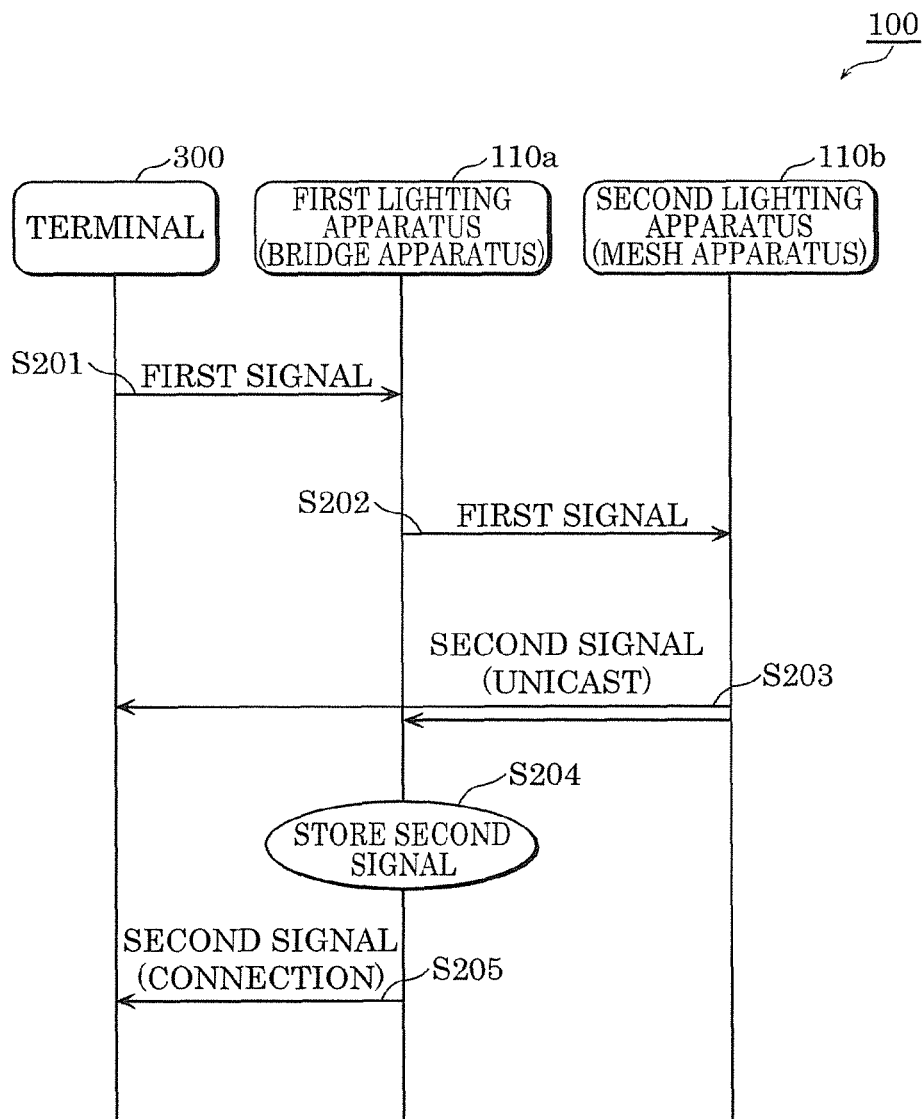 100
300
110a
110b
TERMINAL
FIRST LIGHTING
APPARATUS
(BRIDGE APPARATUS)
SECOND LIGHTING
APPARATUS
(MESH APPARATUS)
S201
FIRST SIGNAL
S202
FIRST SIGNAL
SECOND SIGNAL
(UNICAST)
S203
S204
STORE SECOND
SIGNAL
SECOND SIGNAL
(CONNECTION)
S205